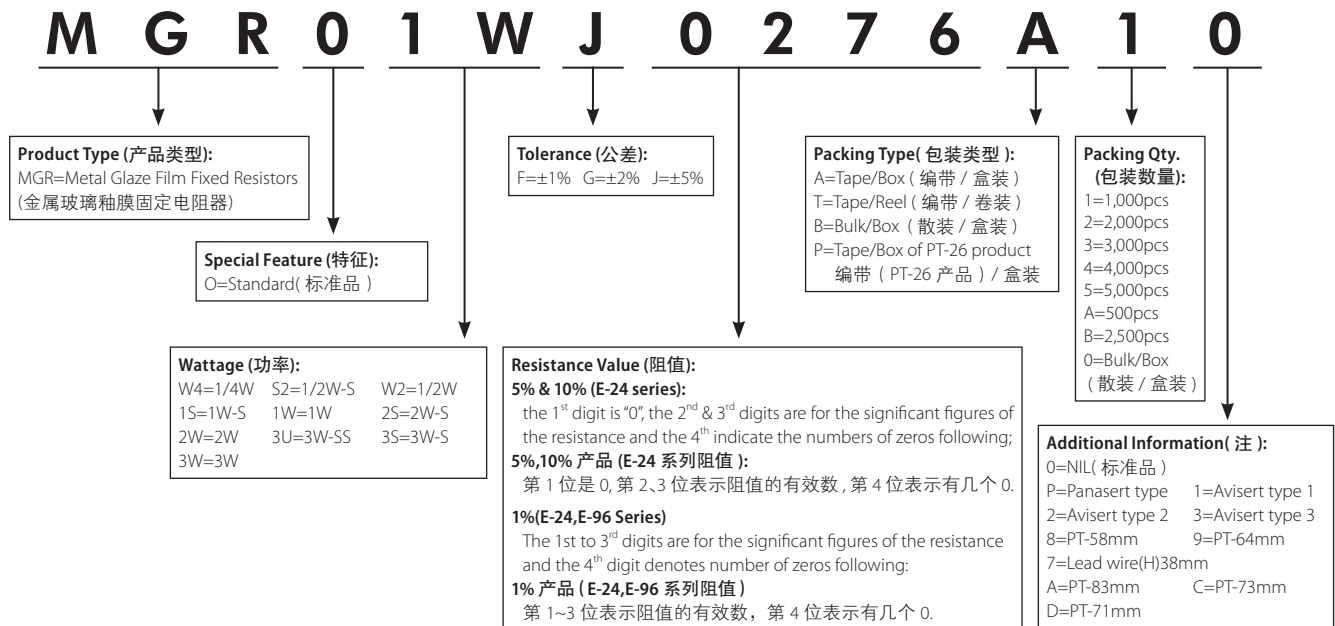 MGR01WJ0276A10
Product Type (产品类型):
MGR=Metal Glaze Film Fixed Resistors
(金属玻璃釉膜固定电阻器)
Special Feature (特征):
O=Standard( 标准品 )
Wattage (功率):
W4=1/4W S2=1/2W-S W2=1/2W
1S=1W-S 1W=1W 2S=2W-S
2W=2W 3U=3W-SS 3S=3W-S
3W=3W
Tolerance (公差):
F=±1% G=±2% J=±5%
Resistance Value (阻值):
5% & 10% (E-24 series):
the 1st digit is “0”, the 2nd & 3rd digits are for the significant figures of
the resistance and the 4th indicate the numbers of zeros following;
5%,10% 产品 (E-24 系列阻值 ):
第 1 位是 0, 第 2、3 位表示阻值的有效数 , 第 4 位表示有几个 0.
1%(E-24,E-96 Series)
The 1st to 3rd digits are for the significant figures of the resistance
and the 4th digit denotes number of zeros following:
1% 产品 ( E-24,E-96 系列阻值 )
第 1~3 位表示阻值的有效数，第 4 位表示有几个 0.
Packing Type( 包装类型 ):
A=Tape/Box ( 编带 / 盒装 )
T=Tape/Reel ( 编带 / 卷装 )
B=Bulk/Box ( 散装 / 盒装 )
P=Tape/Box of PT-26 product
编带 ( PT-26 产品 ) / 盒装
Packing Qty.
(包装数量):
1=1,000pcs
2=2,000pcs
3=3,000pcs
4=4,000pcs
5=5,000pcs
A=500pcs
B=2,500pcs
0=Bulk/Box
( 散装 / 盒装 )
Additional Information( 注 ):
0=NIL( 标准品 )
P=Panasert type 1=Avisert type 1
2=Avisert type 2 3=Avisert type 3
8=PT-58mm 9=PT-64mm
7=Lead wire(H)38mm
A=PT-83mm C=PT-73mm
D=PT-71mm